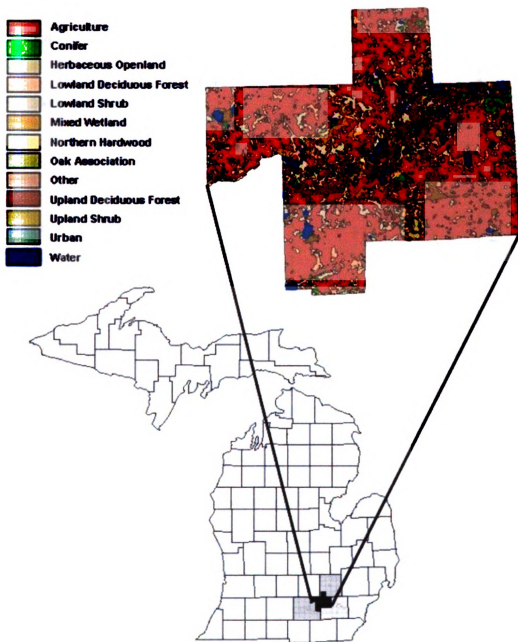 Agriculture
Conifer
Herbaceous Openland
Lowland Deciduous Forest
Lowland Shrub
Mixed Wetland
Northern Hardwood
Oak Association
Other
Upland Deciduous Forest
Upland Shrub
Urban
Water